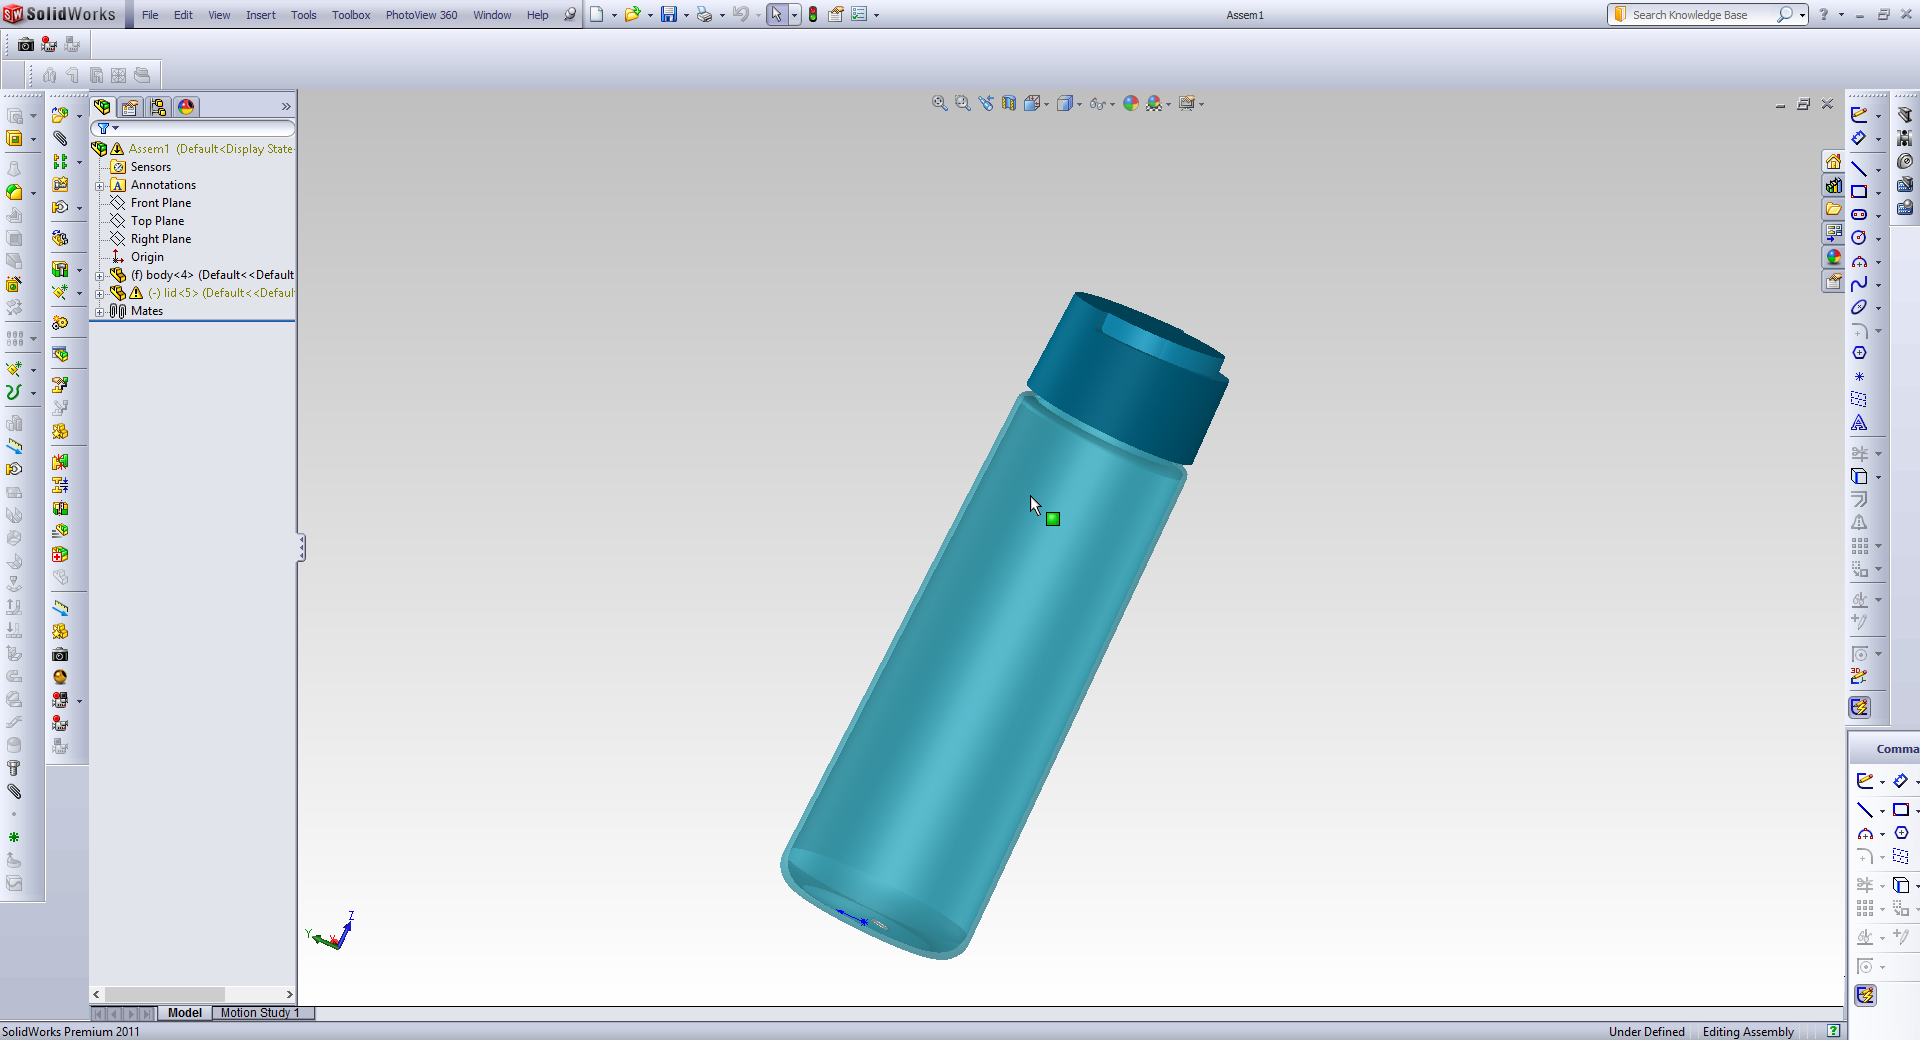 SolidWorks File Edit View Insert Tools Toolbox PhotoView 360 Window Help Assem1 Search Knowledge Base
Assem1 (Default<Display State-
Sensors
Annotations
Front Plane
Top Plane
Right Plane
Origin
(f) body<4> (Default<<Default
(-) lid<5> (Default<<Defaul
Mates
3D
Comma
Z
Y
X
Model Motion Study 1
SolidWorks Premium 2011 Under Defined Editing Assembly